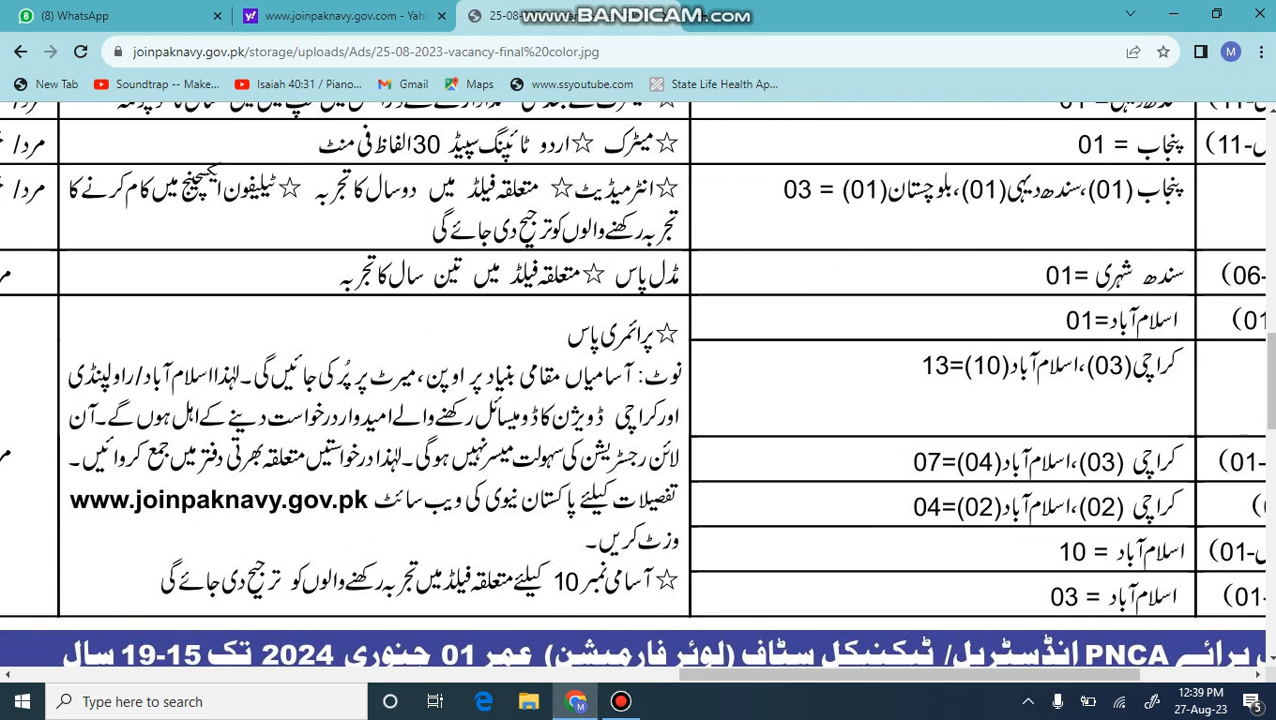 (8) WhatsApp
www.joinpaknavy.gov.com - Yah
25-08
www.BANDICAM.com
joinpaknavy.gov.pk/storage/uploads/Ads/25-08-2023-vacancy-final%20color.jpg
New Tab
Soundtrap -- Make...
Isaiah 40:31 / Piano...
Gmail
Maps
www.ssyoutube.com
State Life Health Ap...
11-) پنجاب = 01 ☆میٹرک ☆اردو ٹائپنگ سپیڈ 30 الفاظ فی منٹ مرد/
پنجاب (01)،سندھ دیہی(01)،بلوچستان(01) = 03
☆انٹرمیڈیٹ☆ متعلقہ فیلڈ میں دو سال کا تجربہ ☆ٹیلیفون ایکسچینج میں کام کرنے کا مرد/
تجربہ رکھنے والوں کو ترجیح دی جائے گی
06-) سندھ شہری =01 مڈل پاس ☆متعلقہ فیلڈ میں تین سال کا تجربہ
اسلام آباد=01
کراچی(03)،اسلام آباد(10)=13
کراچی (03)،اسلام آباد(04)=07
کراچی (02)،اسلام آباد(02)=04
اسلام آباد = 10
اسلام آباد = 03
☆پرائمری پاس
نوٹ: آسامیاں مقامی بنیاد پر اوپن، میرٹ پر پُر کی جائیں گی۔ لہٰذا اسلام آباد/راولپنڈی
اور کراچی ڈویژن کا ڈومیسائل رکھنے والے امیدوار درخواست دینے کے اہل ہوں گے۔ آن
لائن رجسٹریشن کی سہولت میسر نہیں ہوگی۔ لہٰذا درخواستیں متعلقہ بھرتی دفتر میں جمع کروائیں۔
تفصیلات کیلئے پاکستان نیوی کی ویب سائٹ www.joinpaknavy.gov.pk
وزٹ کریں۔
☆آسامی نمبر 10 کیلئے متعلقہ فیلڈ میں تجربہ رکھنے والوں کو ترجیح دی جائے گی
برائے PNCA انڈسٹریل/ ٹیکنیکل سٹاف (لوئر فارمیشن) عمر 01 جنوری 2024 تک 15-19 سال
Type here to search
12:39 PM
27-Aug-23
5